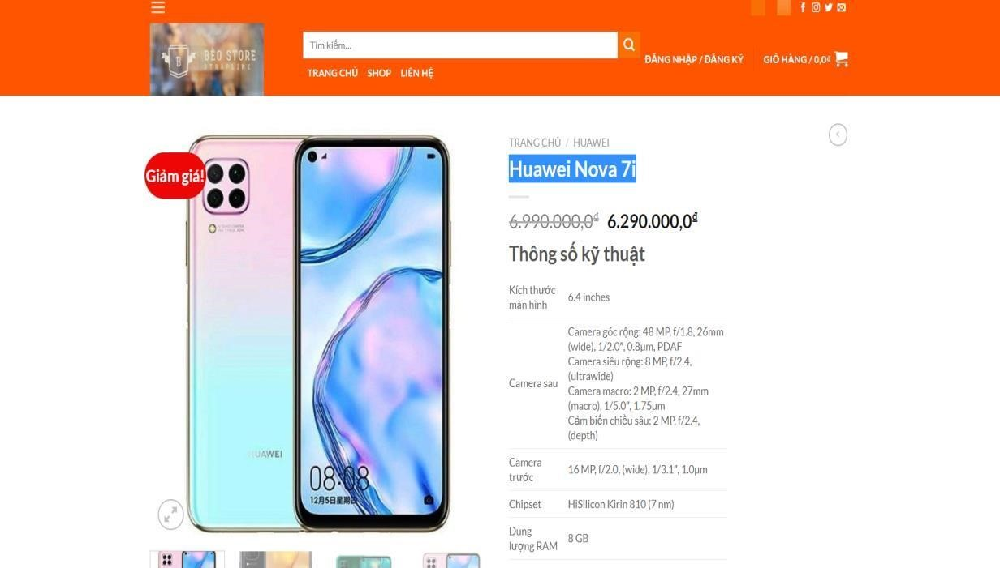 BÉO STORE
STRAPLINE
B
Tìm kiếm...
ĐĂNG NHẬP / ĐĂNG KÝ
GIỎ HÀNG / 0,0₫
TRANG CHỦ SHOP LIÊN HỆ
TRANG CHỦ / HUAWEI
Huawei Nova 7i
Giảm giá!
6.990.000,0₫ 6.290.000,0₫
Thông số kỹ thuật
Kích thước
màn hình
6.4 inches
Camera sau
Camera góc rộng: 48 MP, f/1.8, 26mm
(wide), 1/2.0″, 0.8µm, PDAF
Camera siêu rộng: 8 MP, f/2.4,
(ultrawide)
Camera macro: 2 MP, f/2.4, 27mm
(macro), 1/5.0″, 1.75µm
Cảm biến chiều sâu: 2 MP, f/2.4,
(depth)
Camera
trước
16 MP, f/2.0, (wide), 1/3.1″, 1.0µm
Chipset
HiSilicon Kirin 810 (7 nm)
Dung
lượng RAM
8 GB
HUAWEI
08:08
12月5日星期四